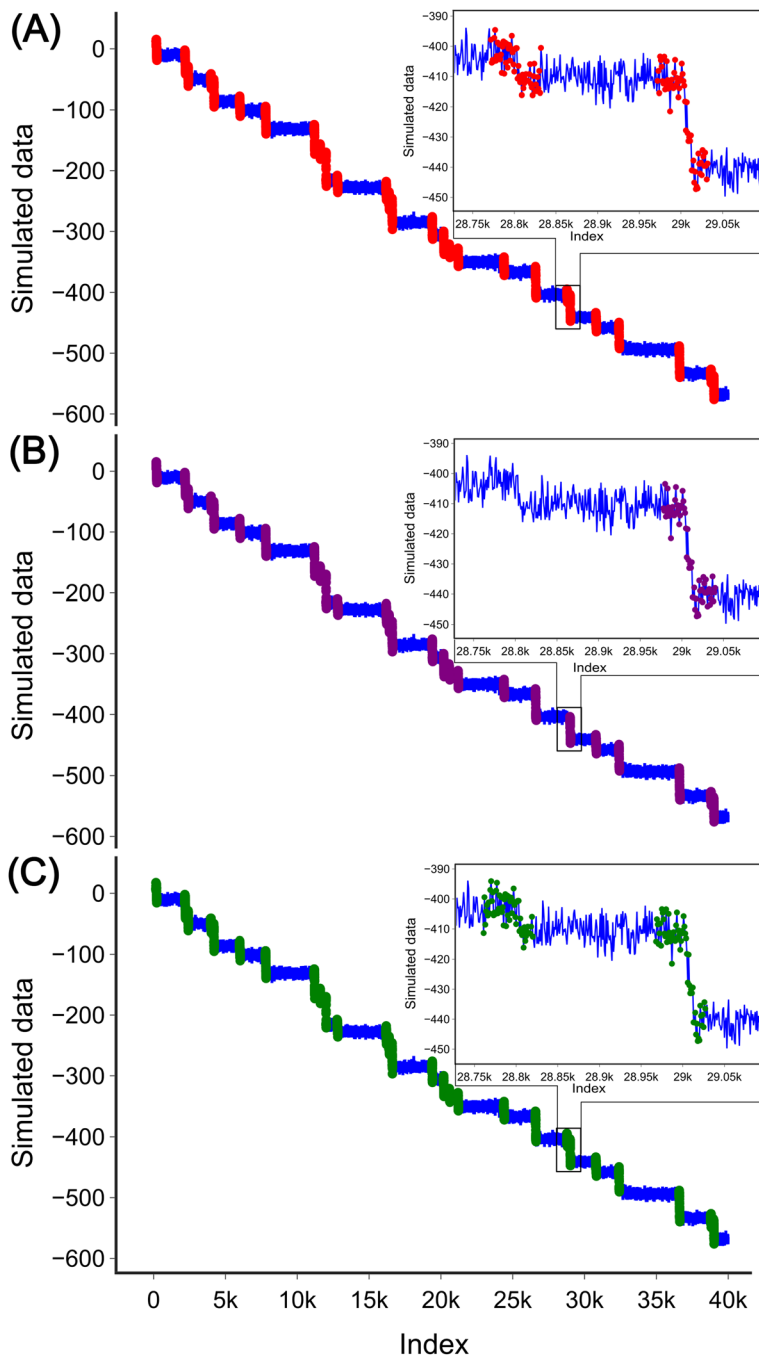 (A)
Simulated data
0
−100
−200
−300
−400
−500
−600
Simulated data
−390
−400
−410
−420
−430
−440
−450
28.75k 28.8k 28.85k 28.9k 28.95k 29k 29.05k
Index
(B)
Simulated data
0
−100
−200
−300
−400
−500
−600
Simulated data
−390
−400
−410
−420
−430
−440
−450
28.75k 28.8k 28.85k 28.9k 28.95k 29k 29.05k
Index
(C)
Simulated data
0
−100
−200
−300
−400
−500
−600
Simulated data
−390
−400
−410
−420
−430
−440
−450
28.75k 28.8k 28.85k 28.9k 28.95k 29k 29.05k
Index
0 5k 10k 15k 20k 25k 30k 35k 40k
Index